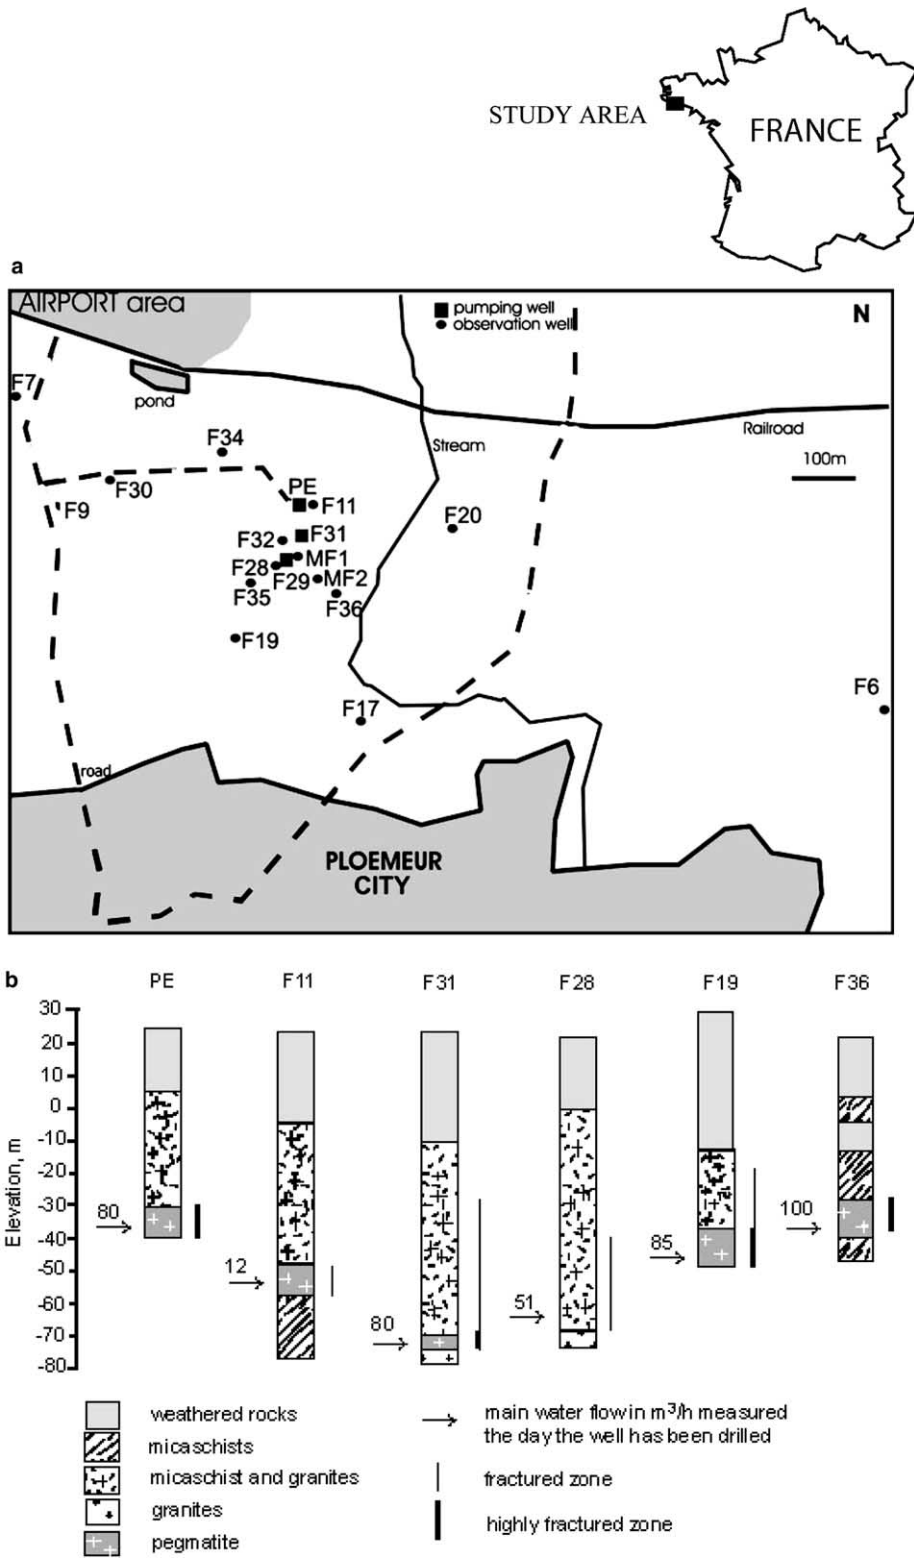 STUDY AREA
FRANCE
a
AIRPORT area
pumping well
observation well
N
F7
pond
F34
Stream
Railroad
100m
F30
PE
F9
F11
F20
F32
F31
F28
MF1
F29
MF2
F35
F36
F19
F6
F17
road
PLOEMEUR
CITY
b
PE F11 F31 F28 F19 F36
Elevation, m
30
20
10
0
-10
-20
-30
-40
-50
-60
-70
-80
80
12
80
51
85
100
weathered rocks
micaschists
micaschist and granites
granites
pegmatite
main water flow in m³/h measured
the day the well has been drilled
fractured zone
highly fractured zone